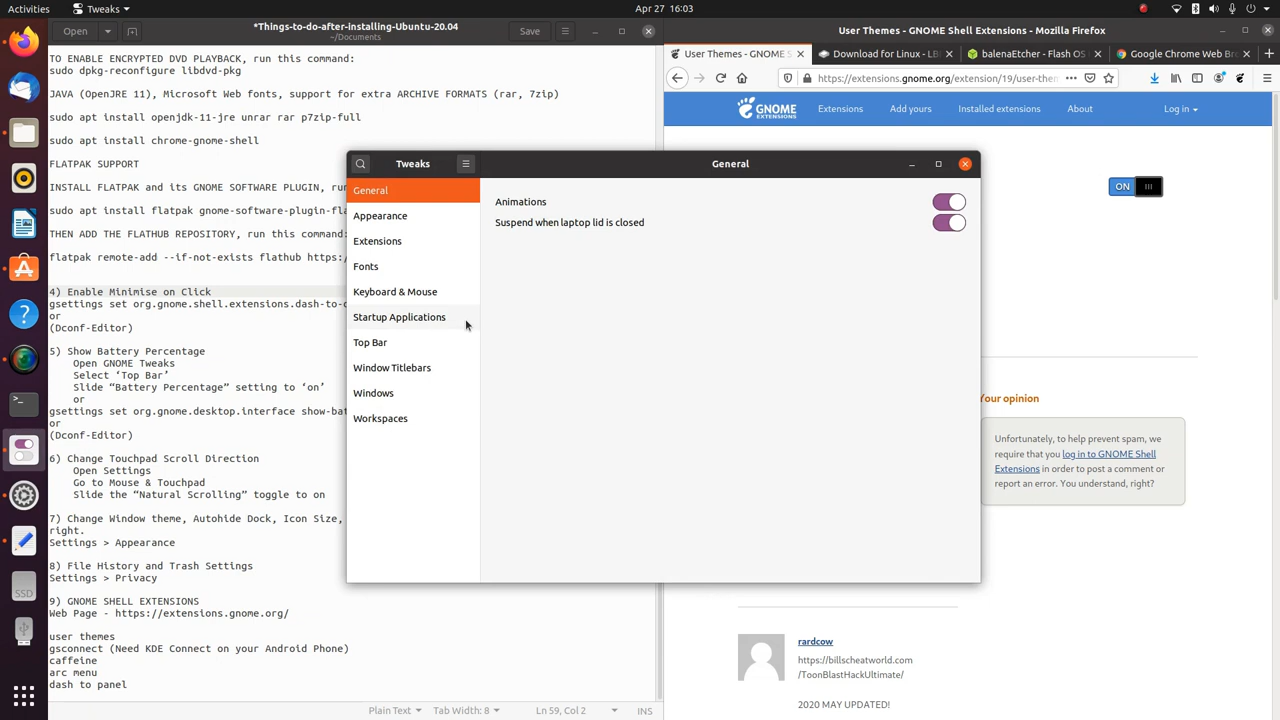 Activities
Tweaks
Apr 27 16:03
Open
*Things-to-do-after-installing-Ubuntu-20.04
~/Documents
Save
TO ENABLE ENCRYPTED DVD PLAYBACK, run this command:
sudo dpkg-reconfigure libdvd-pkg
JAVA (OpenJRE 11), Microsoft Web fonts, support for extra ARCHIVE FORMATS (rar, 7zip)
sudo apt install openjdk-11-jre unrar rar p7zip-full
sudo apt install chrome-gnome-shell
FLATPAK SUPPORT
INSTALL FLATPAK and its GNOME SOFTWARE PLUGIN, ru
sudo apt install flatpak gnome-software-plugin-fla
THEN ADD THE FLATHUB REPOSITORY, run this command:
flatpak remote-add --if-not-exists flathub https:/
4) Enable Minimise on Click
gsettings set org.gnome.shell.extensions.dash-to-d
or
(Dconf-Editor)
5) Show Battery Percentage
Open GNOME Tweaks
Select ‘Top Bar’
Slide “Battery Percentage” setting to ‘on’
or
gsettings set org.gnome.desktop.interface show-bat
or
(Dconf-Editor)
6) Change Touchpad Scroll Direction
Open Settings
Go to Mouse & Touchpad
Slide the “Natural Scrolling” toggle to on
7) Change Window theme, Autohide Dock, Icon Size,
right.
Settings > Appearance
8) File History and Trash Settings
Settings > Privacy
9) GNOME SHELL EXTENSIONS
Web Page - https://extensions.gnome.org/
user themes
gsconnect (Need KDE Connect on your Android Phone)
caffeine
arc menu
dash to panel
Plain Text
Tab Width: 8
Ln 59, Col 2
INS
SSD
Tweaks
General
General
Appearance
Extensions
Fonts
Keyboard & Mouse
Startup Applications
Top Bar
Window Titlebars
Windows
Workspaces
Animations
Suspend when laptop lid is closed
User Themes - GNOME Shell Extensions - Mozilla Firefox
User Themes - GNOME S
Download for Linux - LB
balenaEtcher - Flash OS
Google Chrome Web Br
https://extensions.gnome.org/extension/19/user-them
GNOME
EXTENSIONS
Extensions
Add yours
Installed extensions
About
Log in
ON
Your opinion
Unfortunately, to help prevent spam, we
require that you log in to GNOME Shell
Extensions in order to post a comment or
report an error. You understand, right?
rardcow
https://billscheatworld.com
/ToonBlastHackUltimate/
2020 MAY UPDATED!